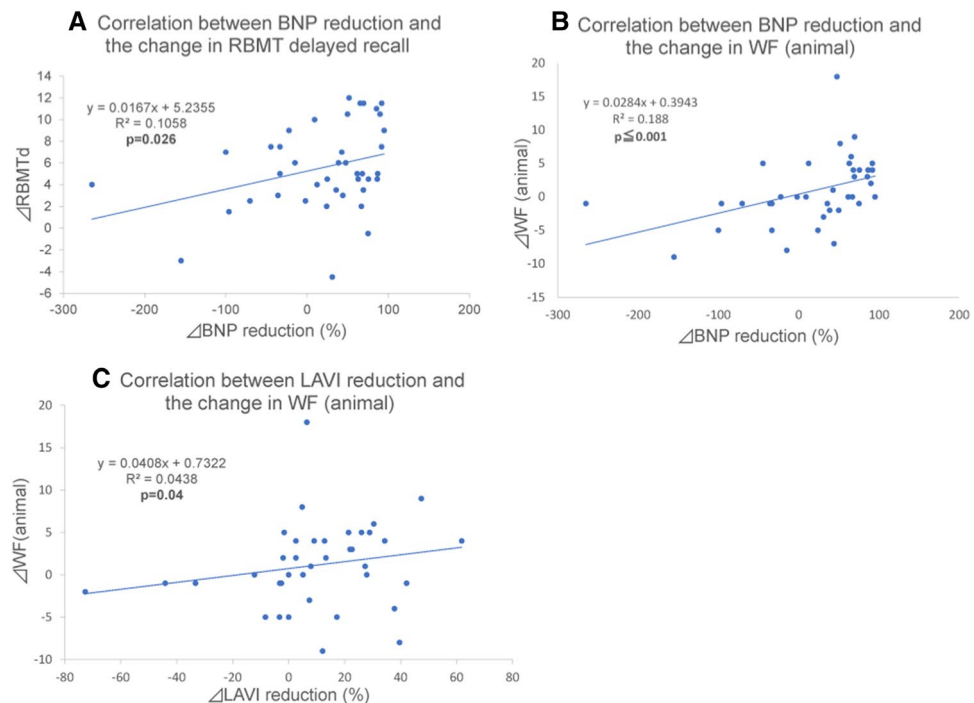 A Correlation between BNP reduction and
the change in RBMT delayed recall
14
12
10
8
6
4
2
0
-2
-4
-6
⊿RBMTd
y = 0.0167x + 5.2355
R² = 0.1058
p=0.026
-300 -200 -100 0 100 200
⊿BNP reduction (%)
B Correlation between BNP reduction and
the change in WF (animal)
20
15
10
5
0
-5
-10
-15
⊿WF (animal)
y = 0.0284x + 0.3943
R² = 0.188
p≦0.001
-300 -200 -100 0 100 200
⊿BNP reduction (%)
C Correlation between LAVI reduction and
the change in WF (animal)
20
15
10
5
0
-5
-10
⊿WF(animal)
y = 0.0408x + 0.7322
R² = 0.0438
p=0.04
-80 -60 -40 -20 0 20 40 60 80
⊿LAVI reduction (%)